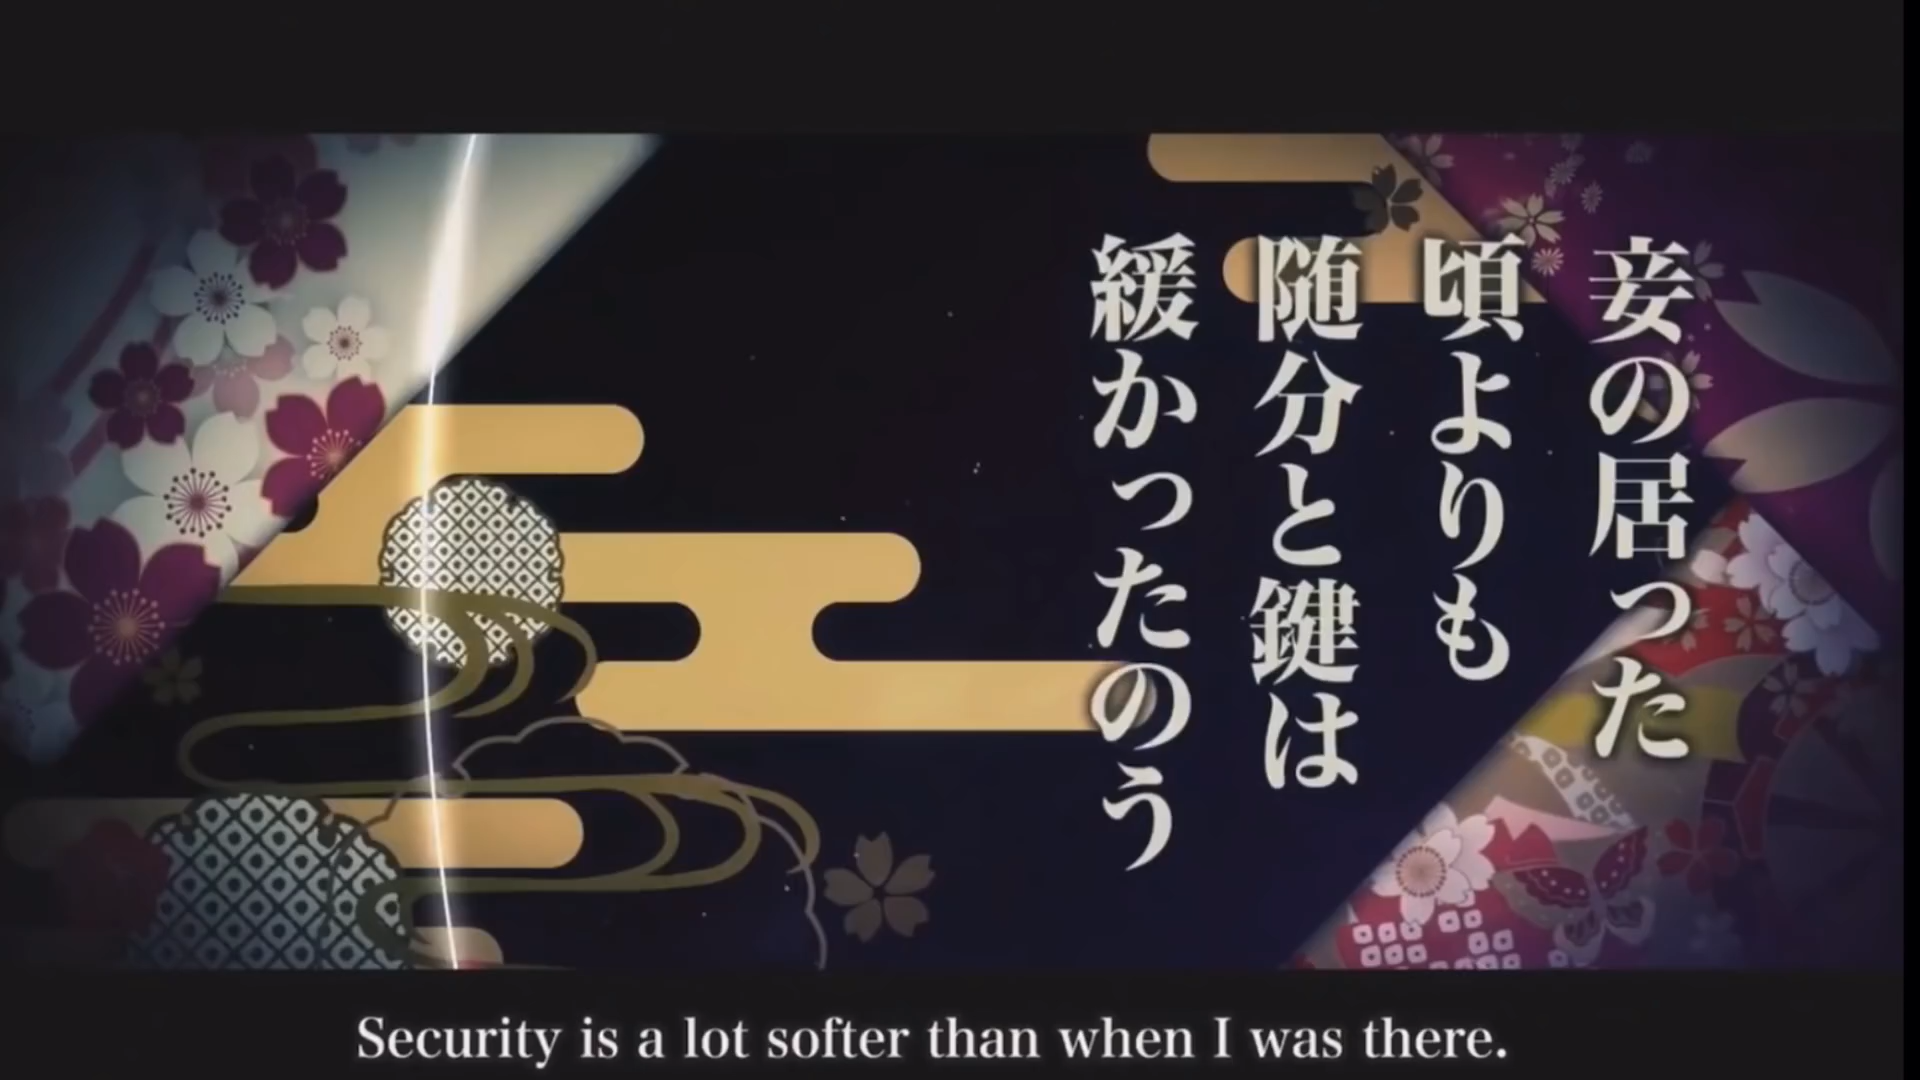 妾の居った
頃よりも
随分と鍵は
緩かったのう
Security is a lot softer than when I was there.